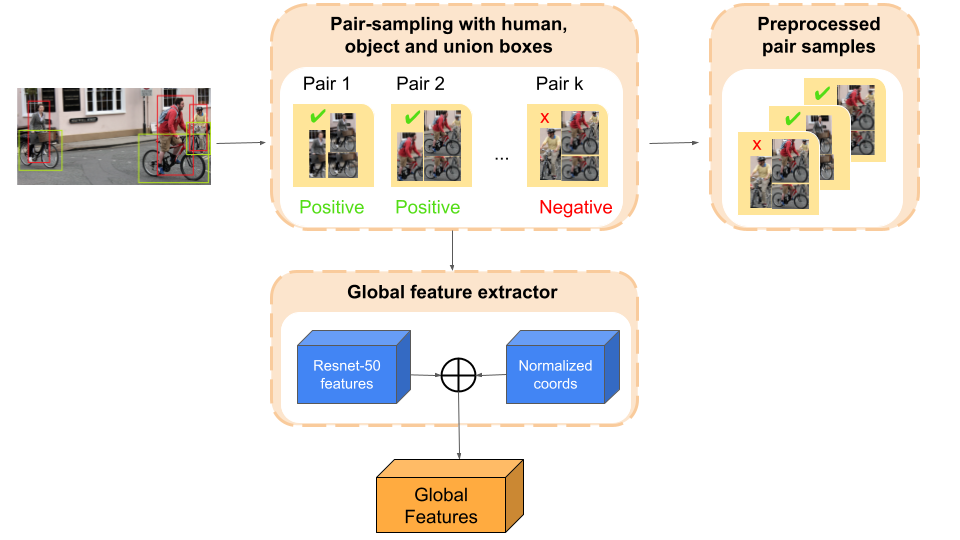 Pair-sampling with human,
object and union boxes
Pair 1
Pair 2
Pair k
✓
✓
x
...
Positive
Positive
Negative
Preprocessed
pair samples
✓
✓
x
Global feature extractor
Resnet-50
features
Normalized
coords
Global
Features